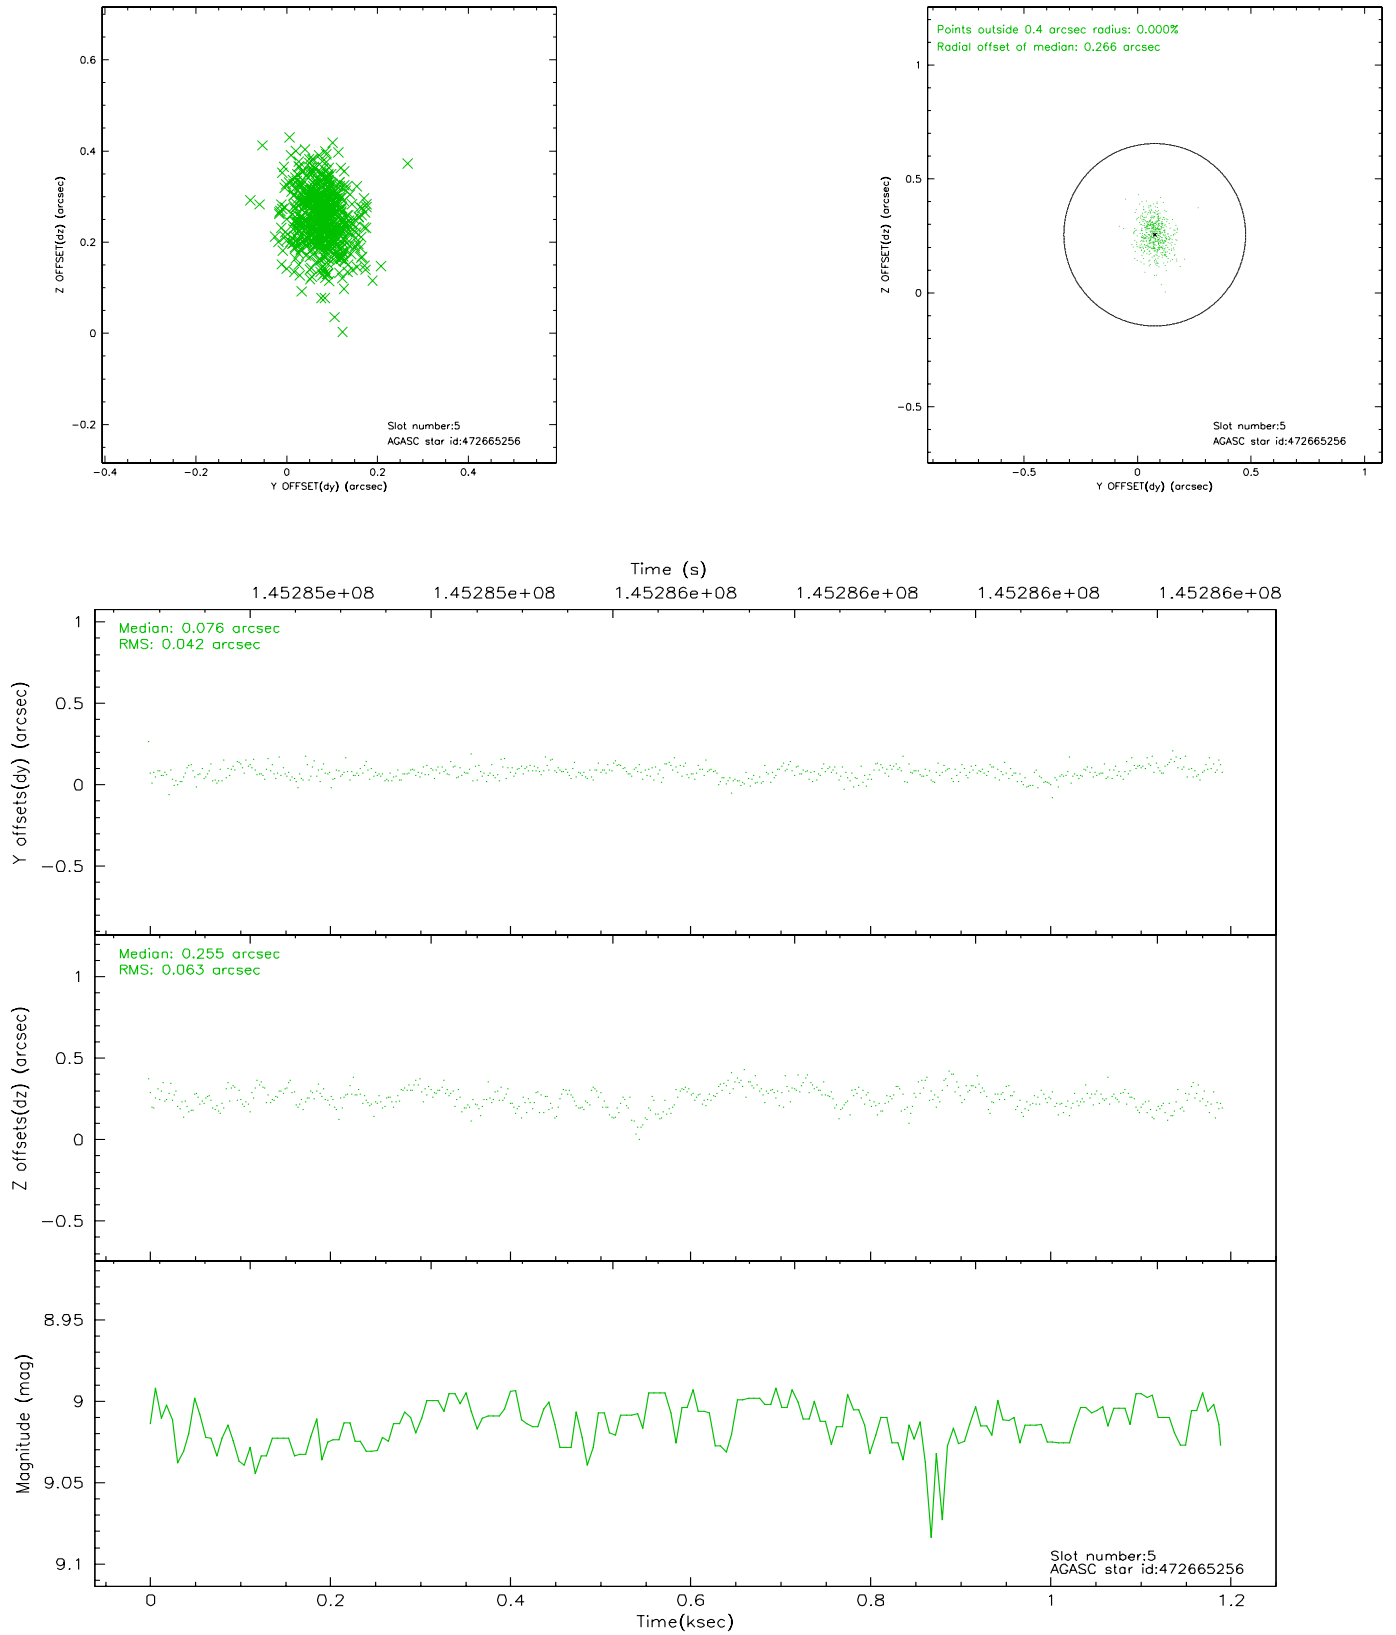 0.6
0.4
0.2
0
−0.2
Z OFFSET(dz) (arcsec)
Slot number:5
AGASC star id:472665256
−0.4 −0.2 0 0.2 0.4
Y OFFSET(dy) (arcsec)
Points outside 0.4 arcsec radius: 0.000%
Radial offset of median: 0.266 arcsec
1
0.5
0
−0.5
Z OFFSET(dz) (arcsec)
Slot number:5
AGASC star id:472665256
−0.5 0 0.5 1
Y OFFSET(dy) (arcsec)
Time (s)
1.45285e+08 1.45285e+08 1.45286e+08 1.45286e+08 1.45286e+08 1.45286e+08
Median: 0.076 arcsec
RMS: 0.042 arcsec
1
0.5
0
−0.5
Y offsets(dy) (arcsec)
Median: 0.255 arcsec
RMS: 0.063 arcsec
1
0.5
0
−0.5
Z offsets(dz) (arcsec)
8.95
9
9.05
9.1
Magnitude (mag)
Slot number:5
AGASC star id:472665256
0 0.2 0.4 0.6 0.8 1 1.2
Time(ksec)